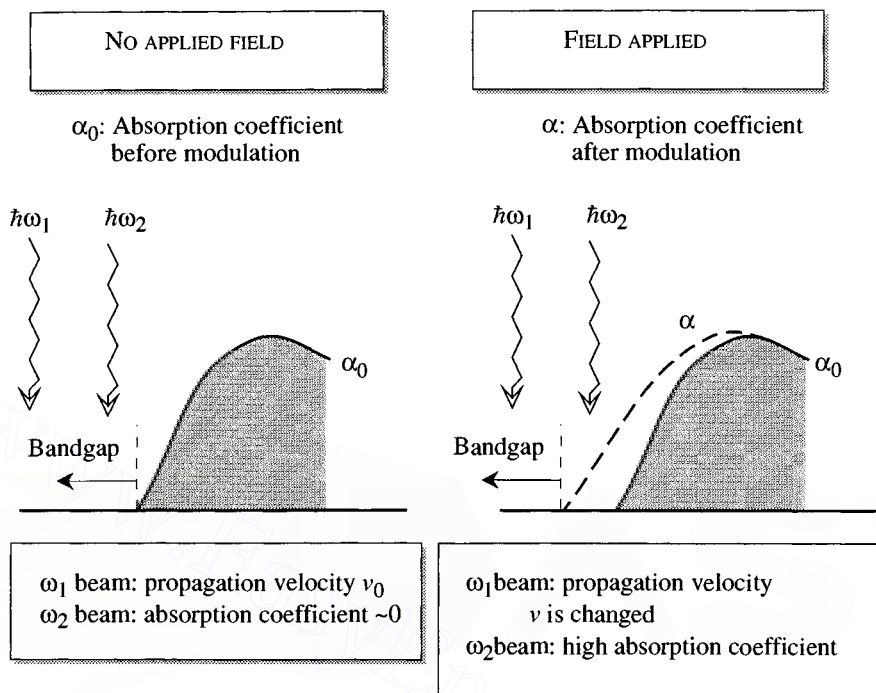 NO APPLIED FIELD
α₀: Absorption coefficient
before modulation
ħω₁
ħω₂
α₀
Bandgap
ω₁ beam: propagation velocity v₀
ω₂ beam: absorption coefficient ~0
FIELD APPLIED
α: Absorption coefficient
after modulation
ħω₁
ħω₂
α
α₀
Bandgap
ω₁beam: propagation velocity
v is changed
ω₂beam: high absorption coefficient